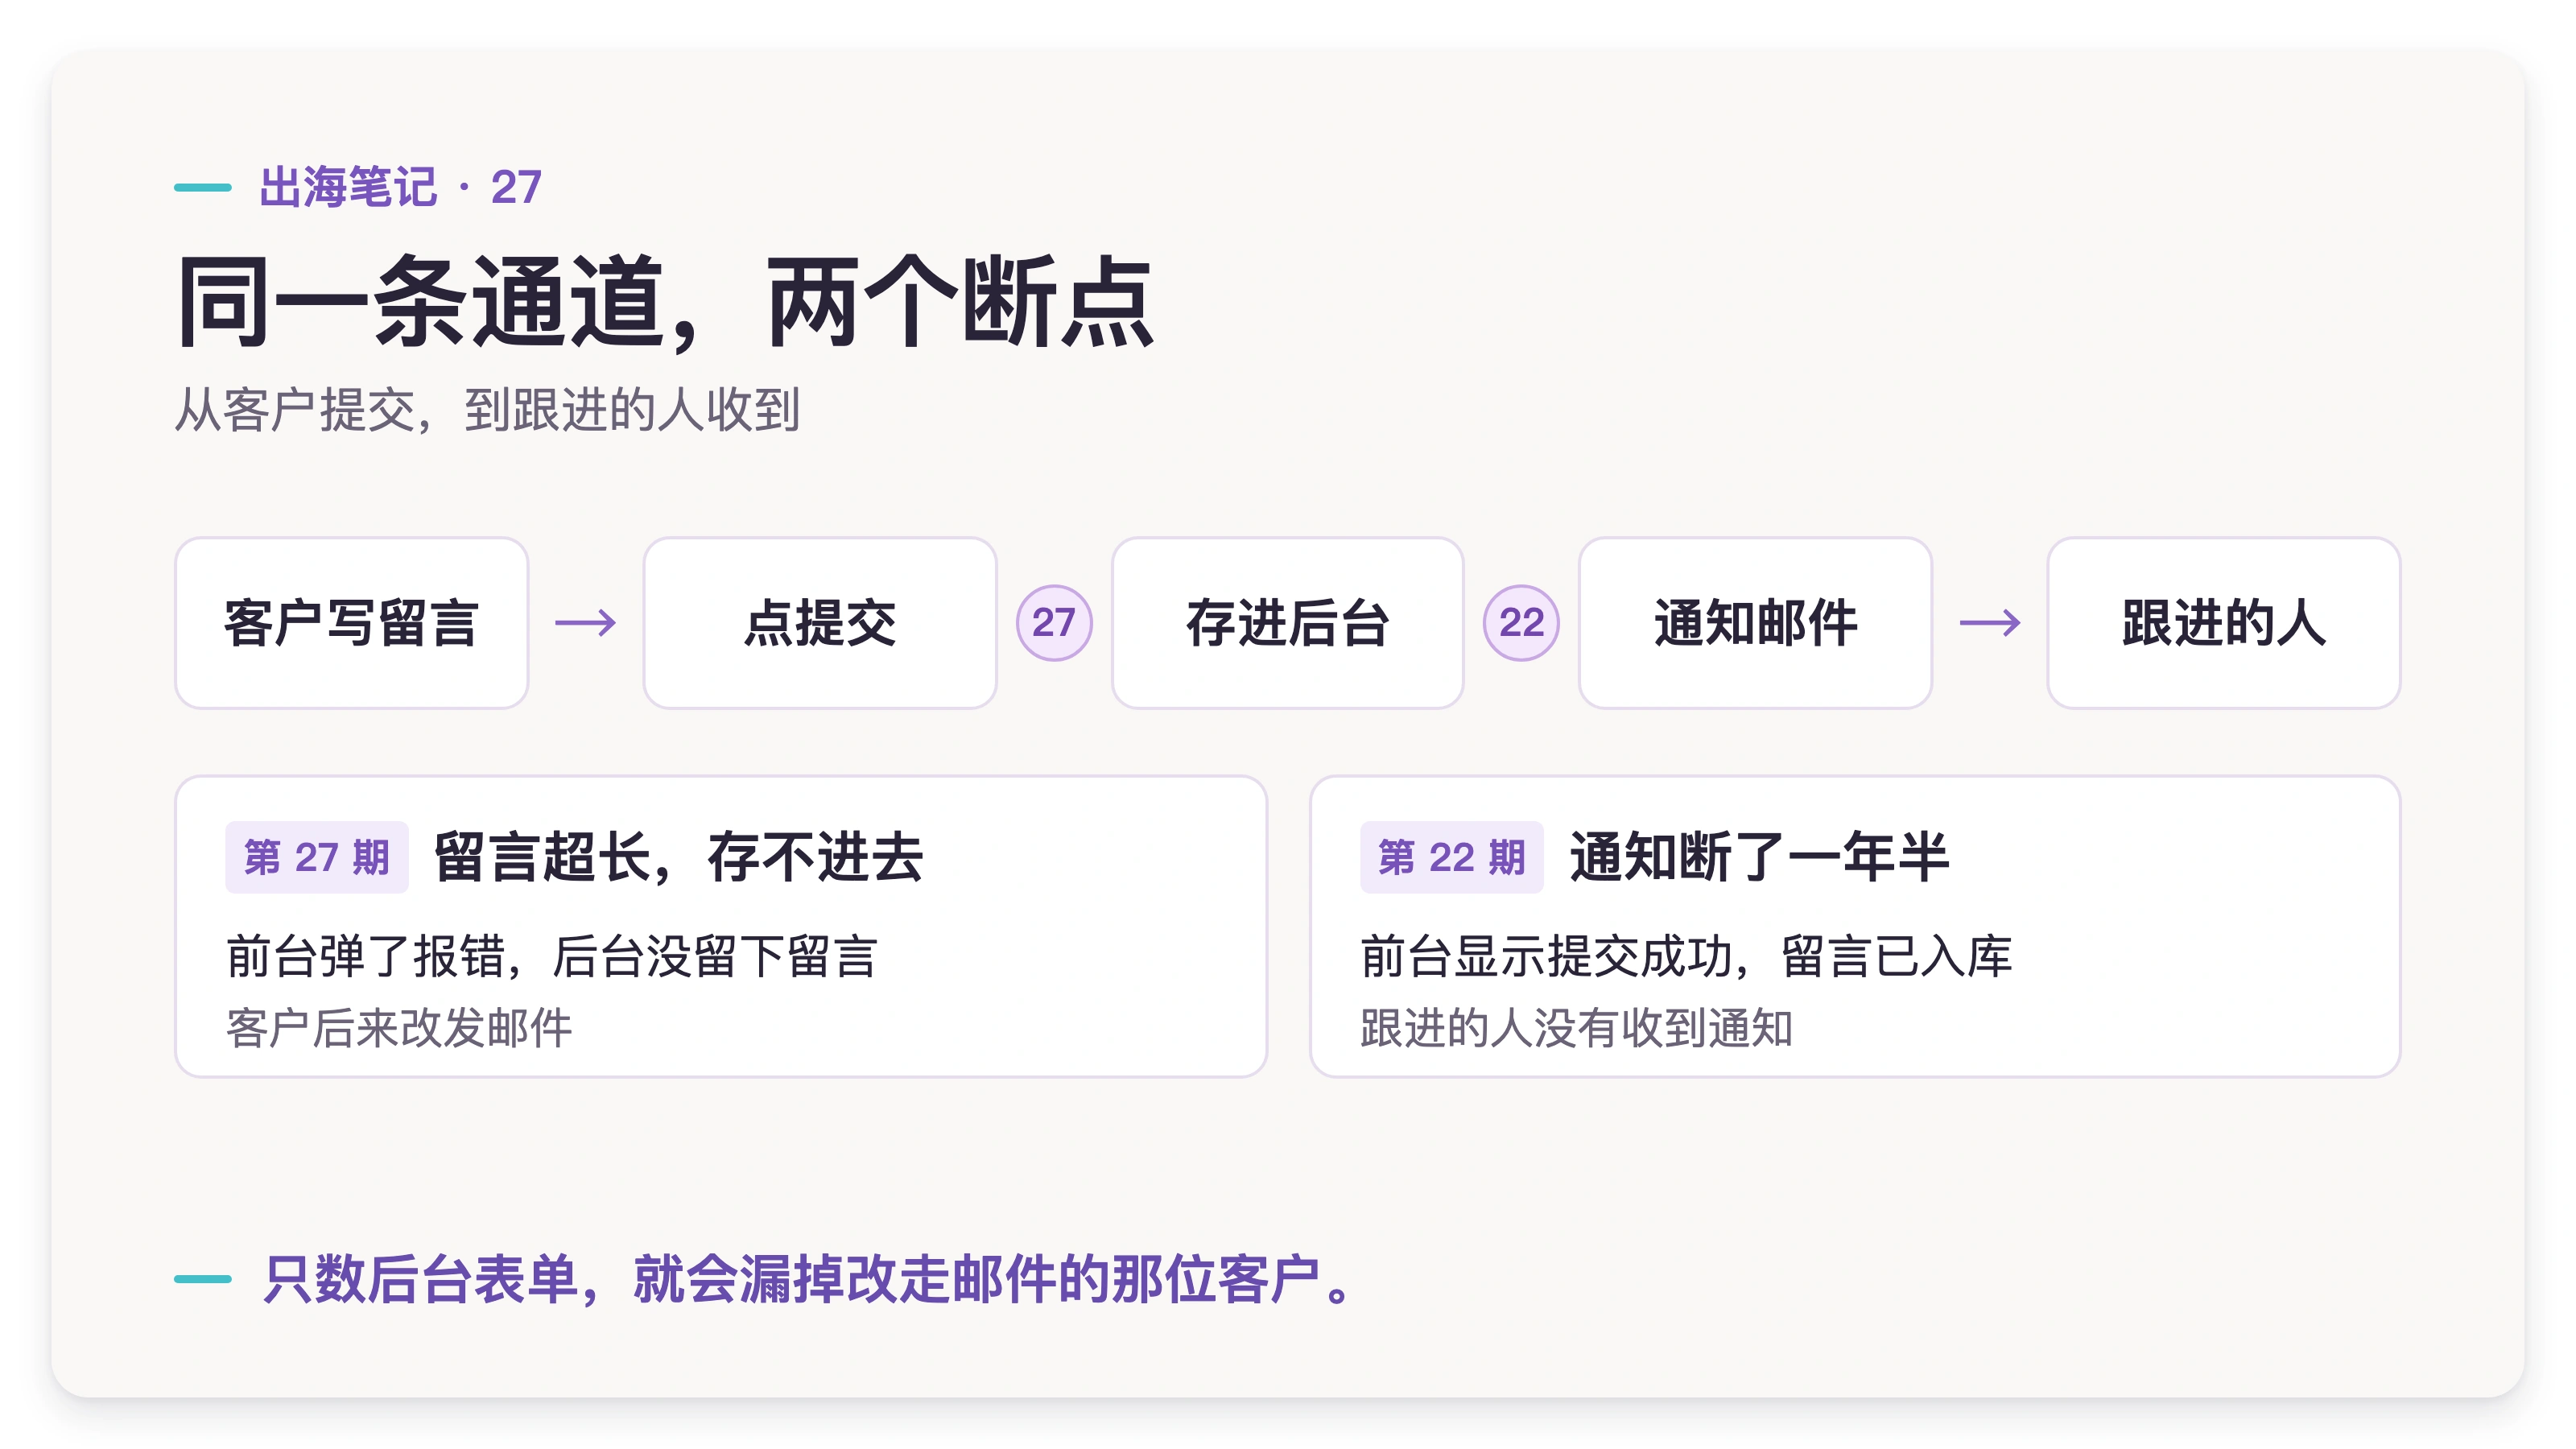 出海笔记 · 27
同一条通道，两个断点
从客户提交，到跟进的人收到
客户写留言 → 点提交 27 存进后台 22 通知邮件 → 跟进的人
第 27 期 留言超长，存不进去
前台弹了报错，后台没留下留言
客户后来改发邮件
第 22 期 通知断了一年半
前台显示提交成功，留言已入库
跟进的人没有收到通知
只数后台表单，就会漏掉改走邮件的那位客户。